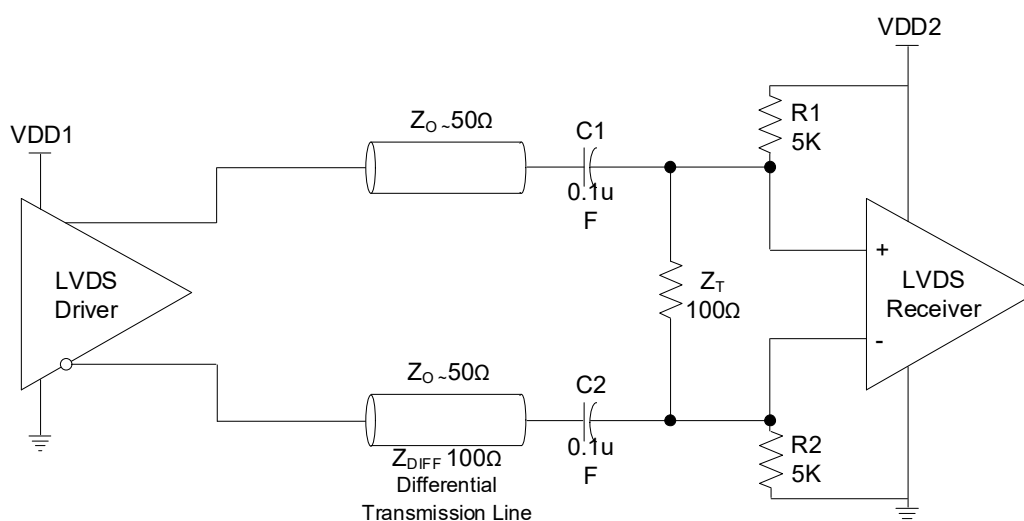 VDD1
LVDS
Driver
Z_O ~50Ω
C1
0.1u
F
Z_O ~50Ω
Z_DIFF 100Ω
Differential
Transmission Line
C2
0.1u
F
Z_T
100Ω
VDD2
R1
5K
+
LVDS
Receiver
-
R2
5K